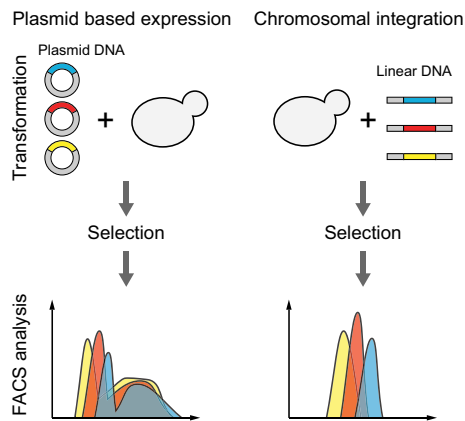 Plasmid based expression
Chromosomal integration
Transformation
Plasmid DNA
+
+
Linear DNA
Selection
Selection
FACS analysis